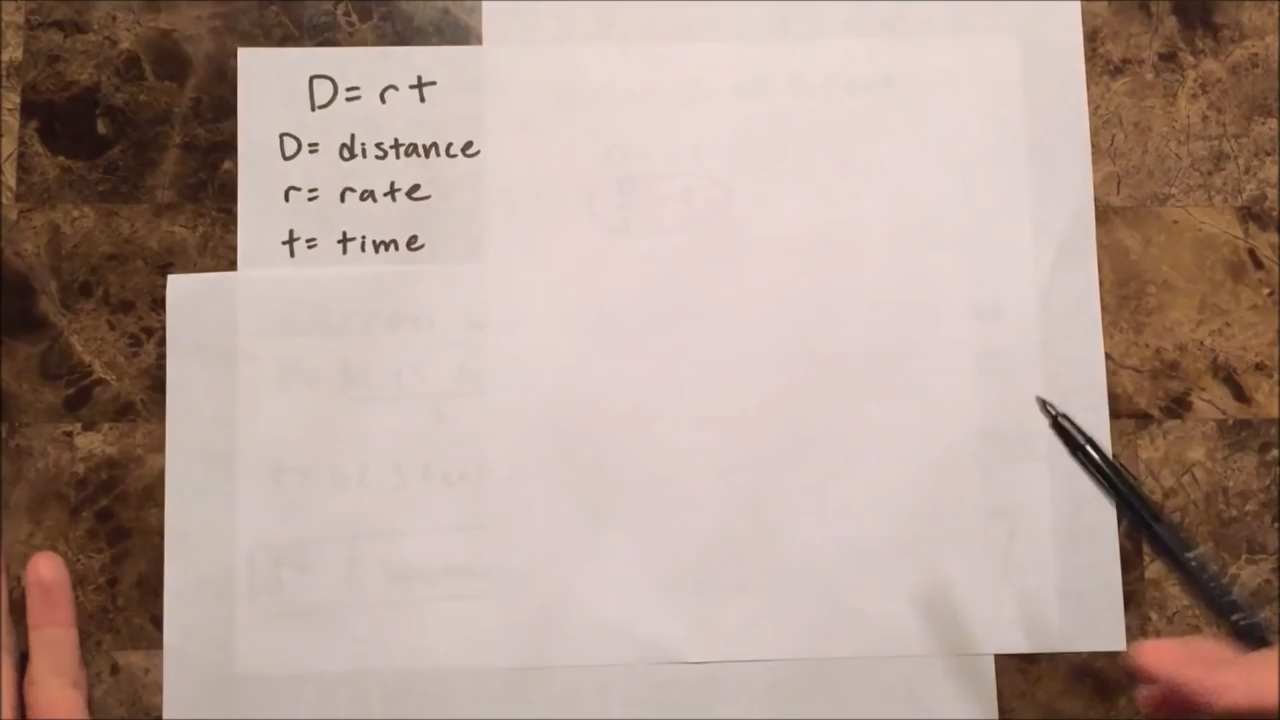 D= rt
D= distance
r= rate
t= time